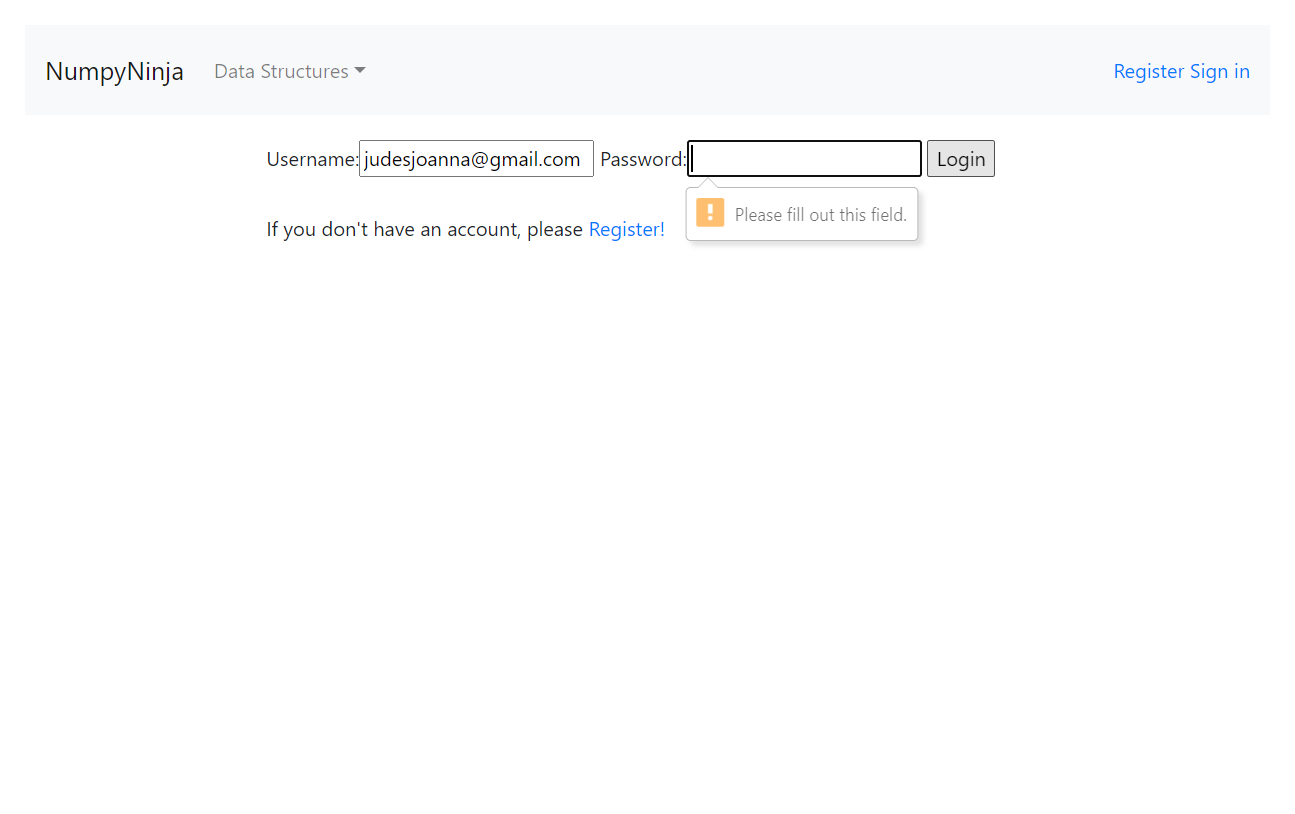 NumpyNinja Data Structures Register Sign in
Username: judesjoanna@gmail.com Password: Login
Please fill out this field.
If you don't have an account, please Register!